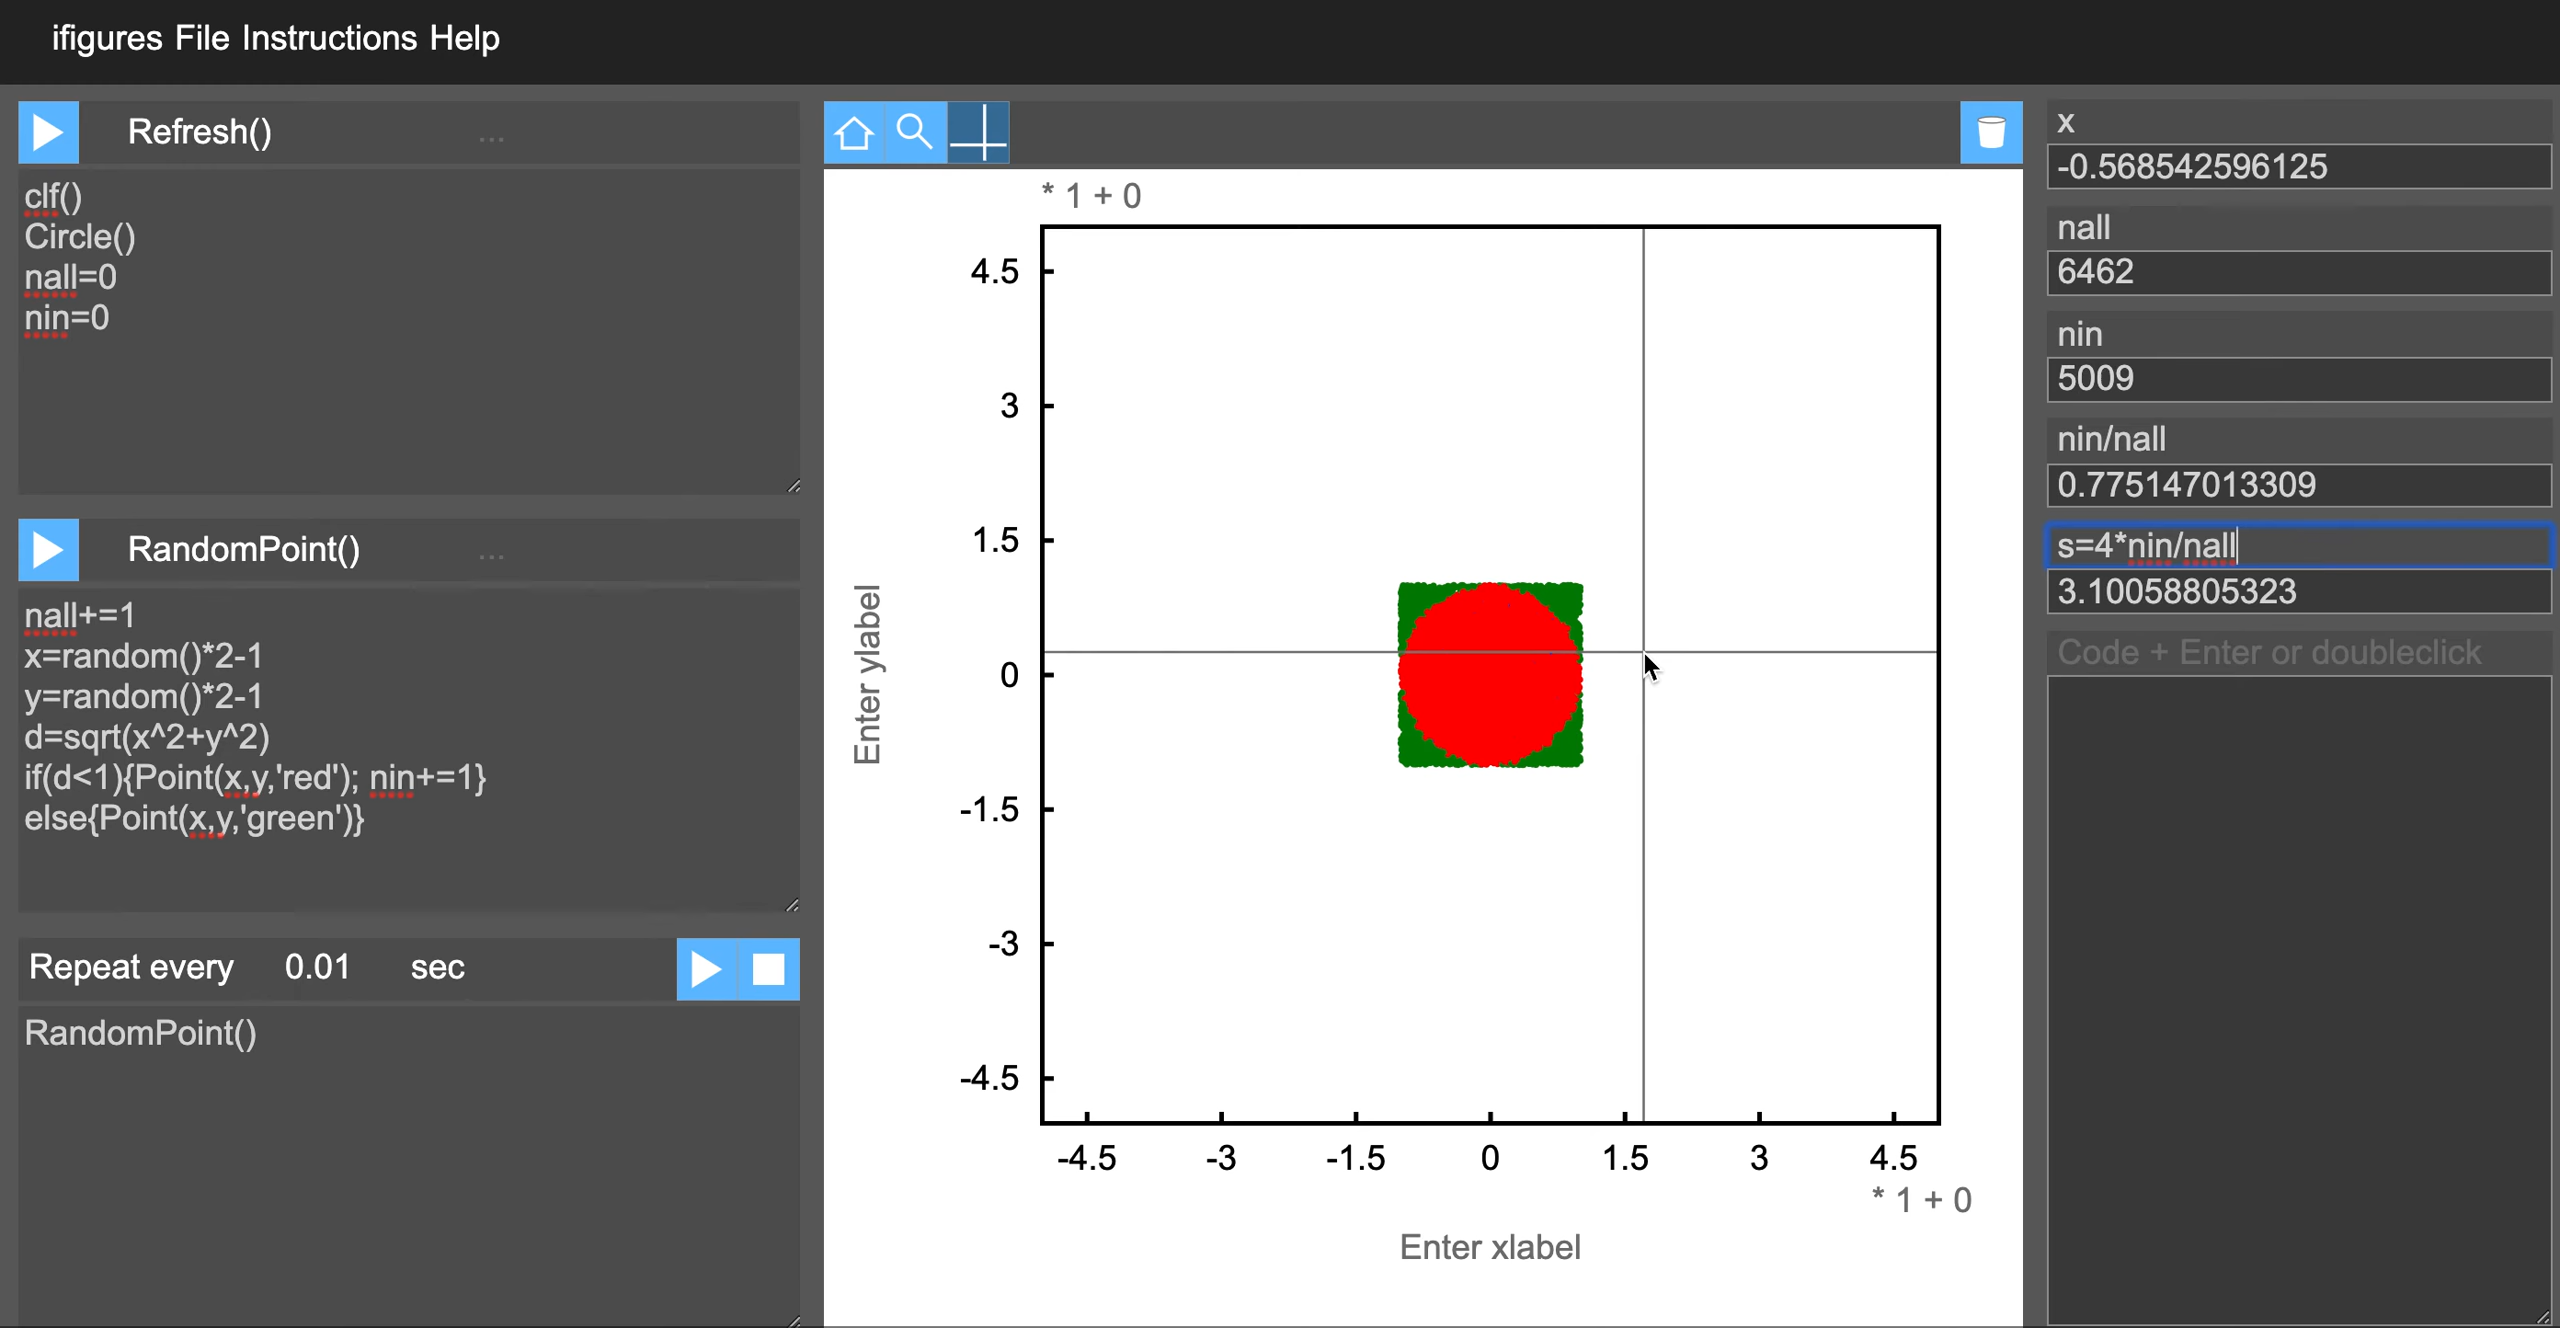 ifigures File Instructions Help
Refresh()
...
clf()
Circle()
nall=0
nin=0
RandomPoint()
...
nall+=1
x=random()*2-1
y=random()*2-1
d=sqrt(x^2+y^2)
if(d<1){Point(x,y,'red'); nin+=1}
else{Point(x,y,'green')}
Repeat every 0.01 sec
RandomPoint()
* 1 + 0
4.5
3
1.5
0
-1.5
-3
-4.5
Enter ylabel
-4.5 -3 -1.5 0 1.5 3 4.5
* 1 + 0
Enter xlabel
x
-0.568542596125
nall
6462
nin
5009
nin/nall
0.775147013309
s=4*nin/nall
3.10058805323
Code + Enter or doubleclick